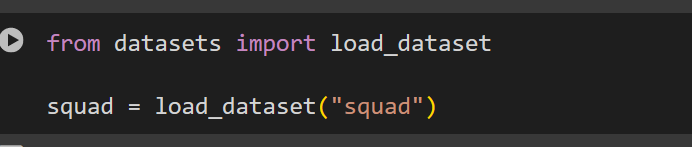 from datasets import load_dataset
squad = load_dataset("squad")